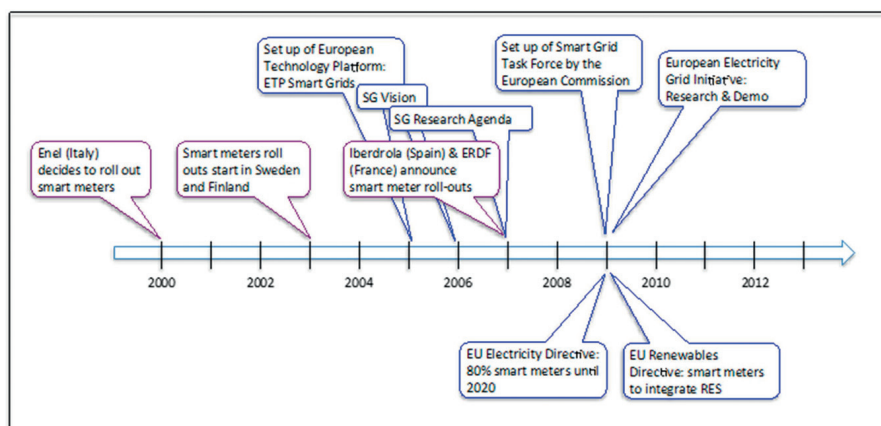 Set up of European
Technology Platform:
ETP Smart Grids
SG Vision
SG Research Agenda
Set up of Smart Grid
Task Force by the
European Commission
European Electricity
Grid Initiative:
Research & Demo
Enel (Italy)
decides to roll out
smart meters
Smart meters roll
outs start in Sweden
and Finland
Iberdrola (Spain) & ERDF
(France) announce
smart meter roll-outs
2000
2002
2004
2006
2008
2010
2012
EU Electricity Directive:
80% smart meters until
2020
EU Renewables
Directive: smart meters
to integrate RES